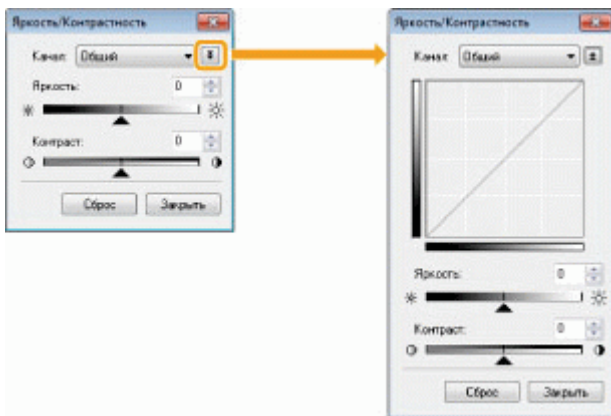 Яркость/Контрастность
Канал: Общий
Яркость: 0
Контраст: 0
Сброс Закрыть
Яркость/Контрастность
Канал: Общий
Яркость: 0
Контраст: 0
Сброс Закрыть